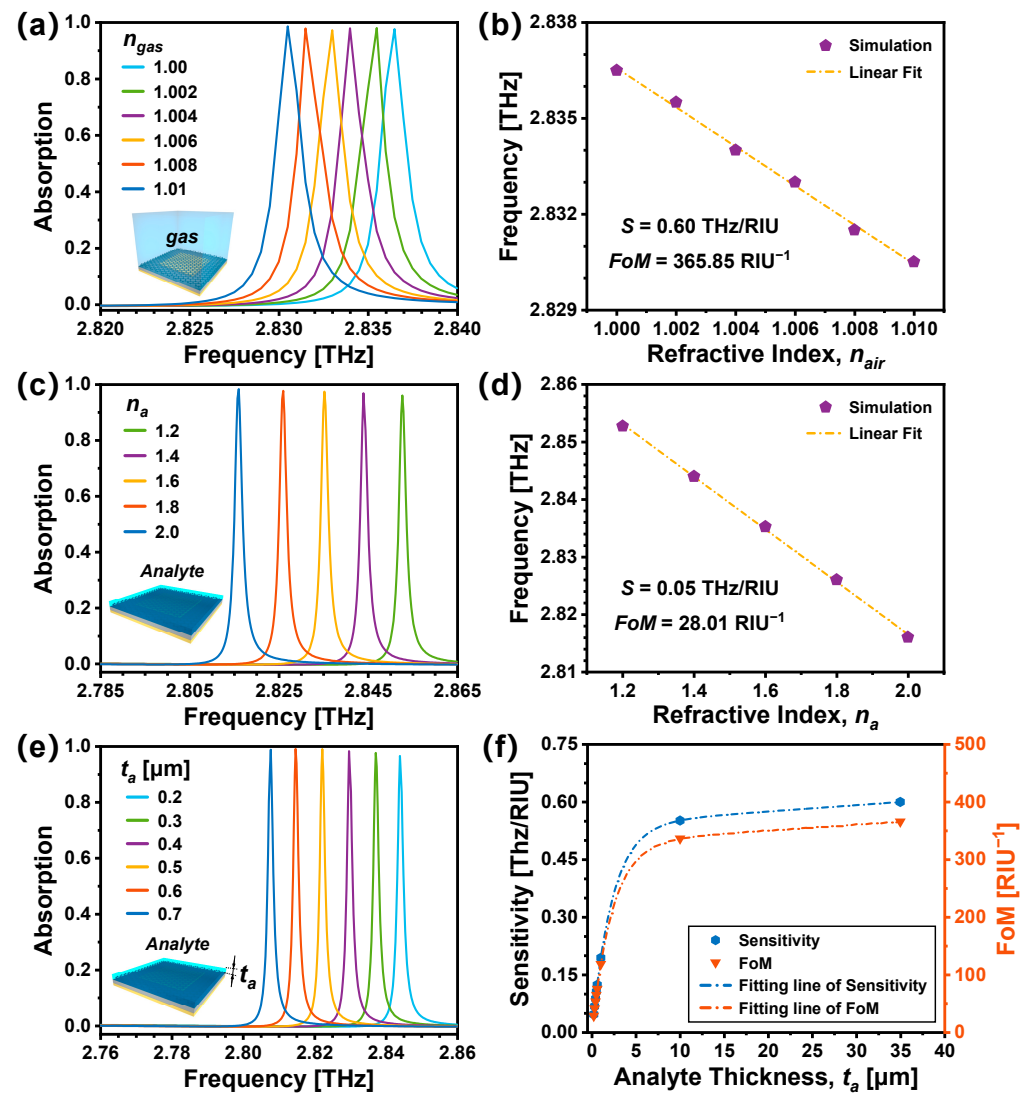 (a)
n_gas
1.00
1.002
1.004
1.006
1.008
1.01
gas
Absorption
1.0
0.8
0.6
0.4
0.2
0.0
2.820 2.825 2.830 2.835 2.840
Frequency [THz]
(b)
Simulation
Linear Fit
S = 0.60 THz/RIU
FoM = 365.85 RIU⁻¹
Frequency [THz]
2.838
2.835
2.832
2.829
1.000 1.002 1.004 1.006 1.008 1.010
Refractive Index, n_air
(c)
n_a
1.2
1.4
1.6
1.8
2.0
Analyte
Absorption
1.0
0.8
0.6
0.4
0.2
0.0
2.785 2.805 2.825 2.845 2.865
Frequency [THz]
(d)
Simulation
Linear Fit
S = 0.05 THz/RIU
FoM = 28.01 RIU⁻¹
Frequency [THz]
2.86
2.85
2.84
2.83
2.82
2.81
1.2 1.4 1.6 1.8 2.0
Refractive Index, n_a
(e)
t_a [μm]
0.2
0.3
0.4
0.5
0.6
0.7
Analyte
t_a
Absorption
1.0
0.8
0.6
0.4
0.2
0.0
2.76 2.78 2.80 2.82 2.84 2.86
Frequency [THz]
(f)
Sensitivity [Thz/RIU]
0.75
0.60
0.45
0.30
0.15
0.00
Sensitivity
FoM
Fitting line of Sensitivity
Fitting line of FoM
0 5 10 15 20 25 30 35 40
Analyte Thickness, t_a [μm]
500
400
300
200
100
0
FoM [RIU⁻¹]